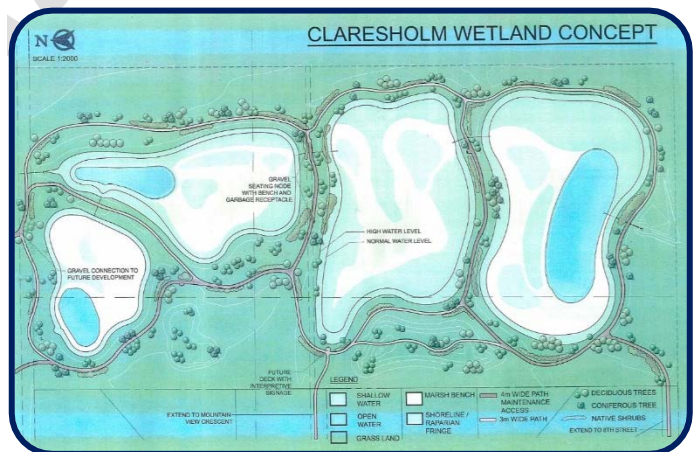 CLARESHOLM WETLAND CONCEPT
N
SCALE 1:2000
GRAVEL
SEATING NODE
WITH BENCH AND
GARBAGE RECEPTACLE
HIGH WATER LEVEL
NORMAL WATER LEVEL
GRAVEL CONNECTION TO
FUTURE DEVELOPMENT
FUTURE
DECK WITH
INTERPRETIVE
SIGNAGE
EXTEND TO MOUNTAIN
VIEW CRESCENT
LEGEND
SHALLOW
WATER
OPEN
WATER
GRASS LAND
MARSH BENCH
SHORELINE /
RAPARIAN
FRINGE
4m WIDE PATH
MAINTENANCE
ACCESS
3m WIDE PATH
DECIDUOUS TREES
CONIFEROUS TREE
NATIVE SHRUBS
EXTEND TO 8TH STREET